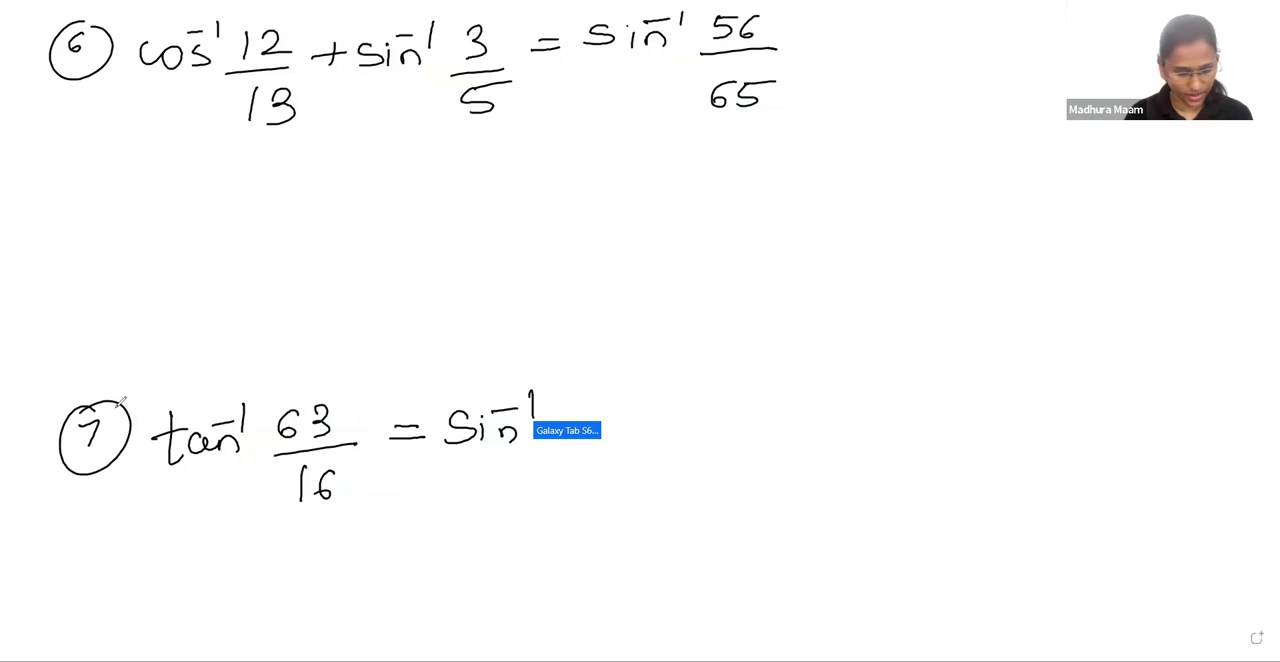 ⑥ cos⁻¹ 12/13 + sin⁻¹ 3/5 = sin⁻¹ 56/65
Madhura Maam
⑦ tan⁻¹ 63/16 = sin⁻¹
Galaxy Tab S6...